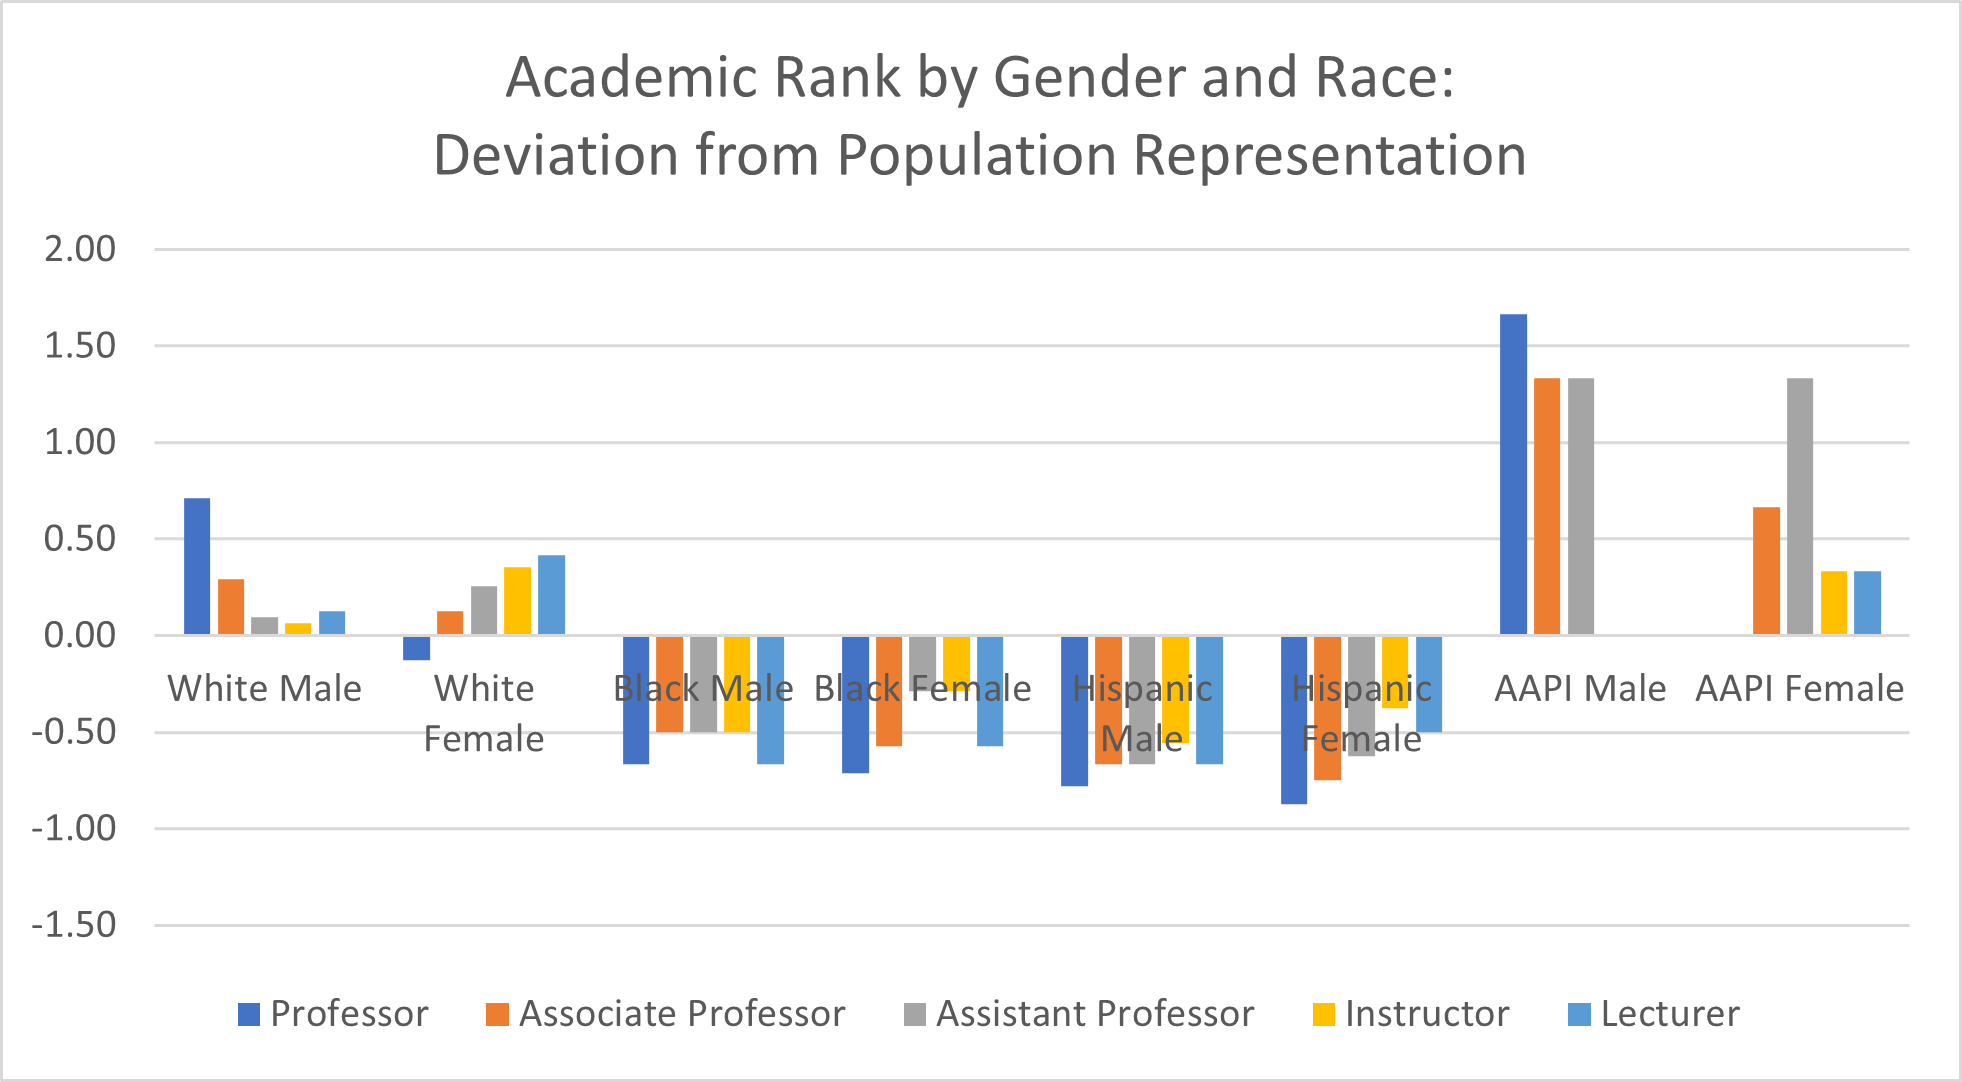 Academic Rank by Gender and Race:
Deviation from Population Representation
2.00
1.50
1.00
0.50
0.00
-0.50
-1.00
-1.50
White Male
White
Female
Black Male
Black Female
Hispanic
Male
Hispanic
Female
AAPI Male
AAPI Female
Professor
Associate Professor
Assistant Professor
Instructor
Lecturer